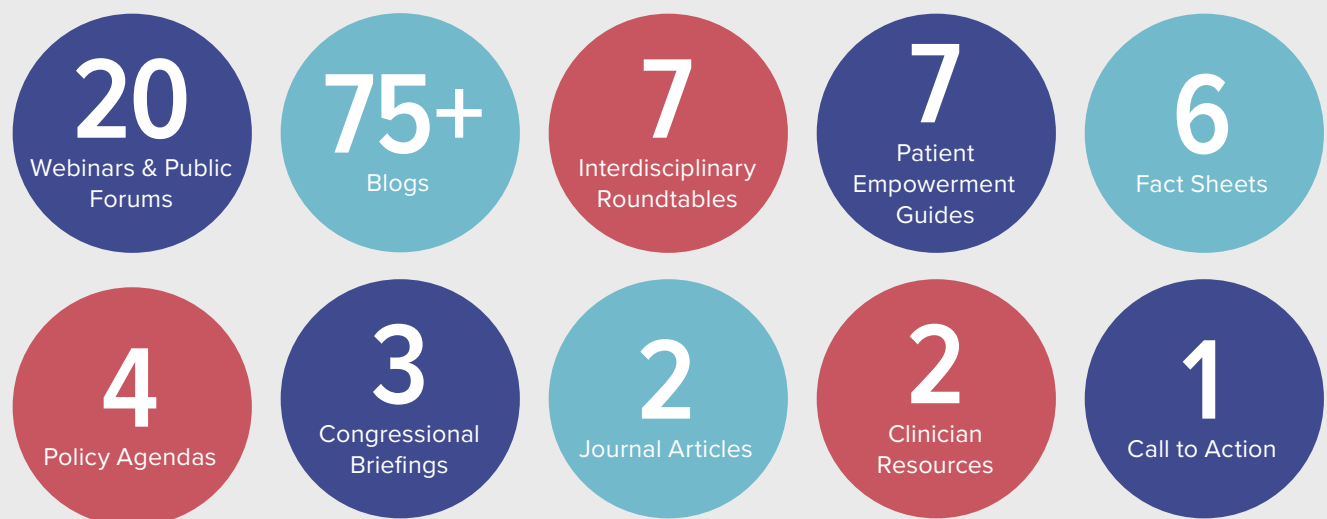 20
Webinars & Public
Forums
75+
Blogs
7
Interdisciplinary
Roundtables
7
Patient
Empowerment
Guides
6
Fact Sheets
4
Policy Agendas
3
Congressional
Briefings
2
Journal Articles
2
Clinician
Resources
1
Call to Action